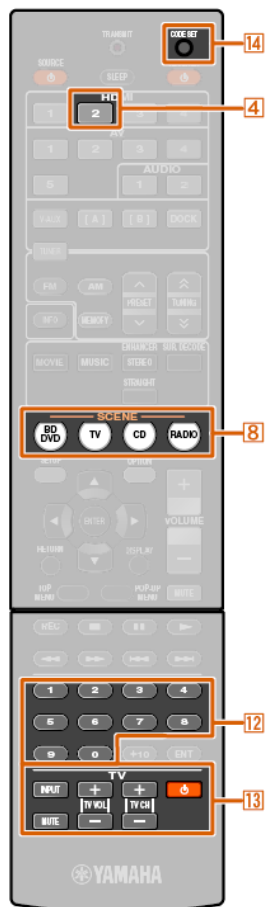 TRANSMIT CODE SET 14
SOURCE
SLEEP
HDMI
1 2 3 4 4
AV
1 2 3 4
AUDIO
5 1 2
V-AUX [ A ] [ B ] DOCK
TUNER
FM AM PRESET TUNING
INFO MEMORY
ENHANCER SUR. DECODE
MOVIE MUSIC STEREO
STRAIGHT
SCENE
BD DVD TV CD RADIO 8
SETUP OPTION
ENTER VOLUME
RETURN DISPLAY
TOP MENU POP-UP MENU MUTE
REC
1 2 3 4
5 6 7 8 12
9 0 +10 ENT
TV
INPUT + + 13
TV VOL TV CH
MUTE − −
YAMAHA